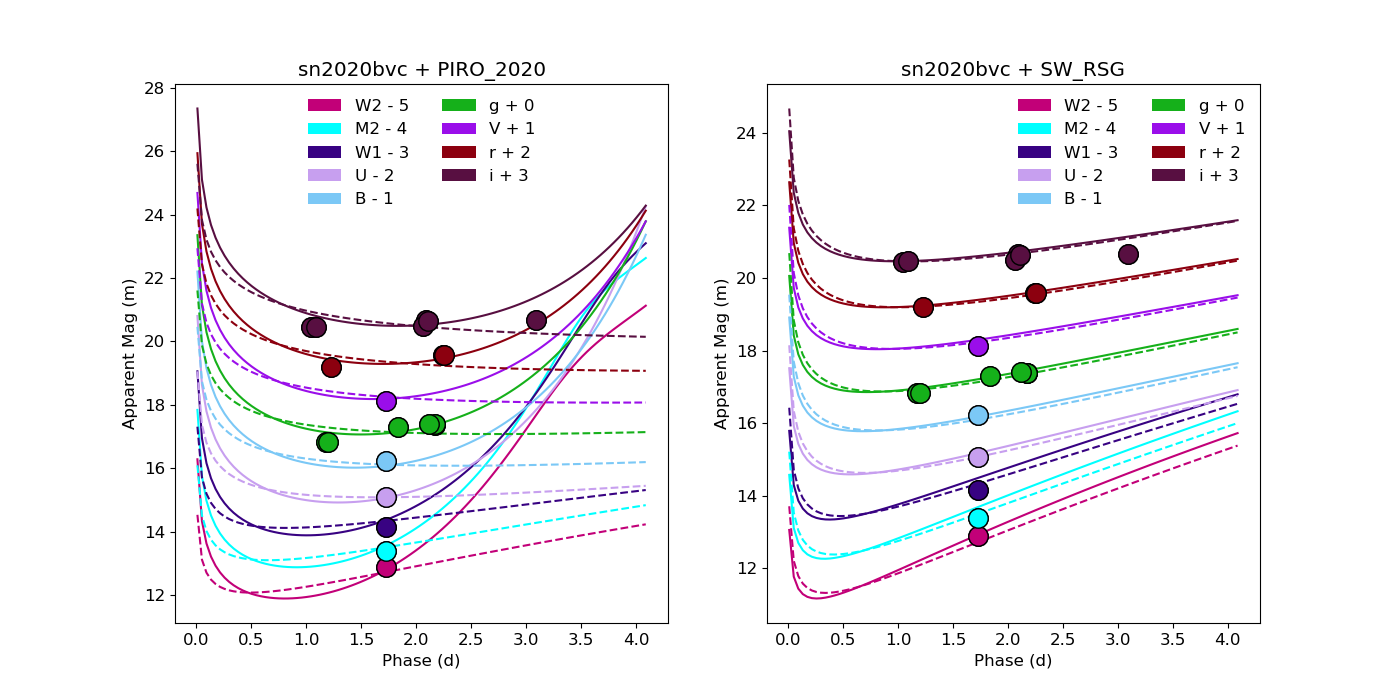 sn2020bvc + PIRO_2020
28
26
24
22
20
18
16
14
12
Apparent Mag (m)
W2 - 5
M2 - 4
W1 - 3
U - 2
B - 1
g + 0
V + 1
r + 2
i + 3
0.0 0.5 1.0 1.5 2.0 2.5 3.0 3.5 4.0
Phase (d)
sn2020bvc + SW_RSG
24
22
20
18
16
14
12
Apparent Mag (m)
W2 - 5
M2 - 4
W1 - 3
U - 2
B - 1
g + 0
V + 1
r + 2
i + 3
0.0 0.5 1.0 1.5 2.0 2.5 3.0 3.5 4.0
Phase (d)